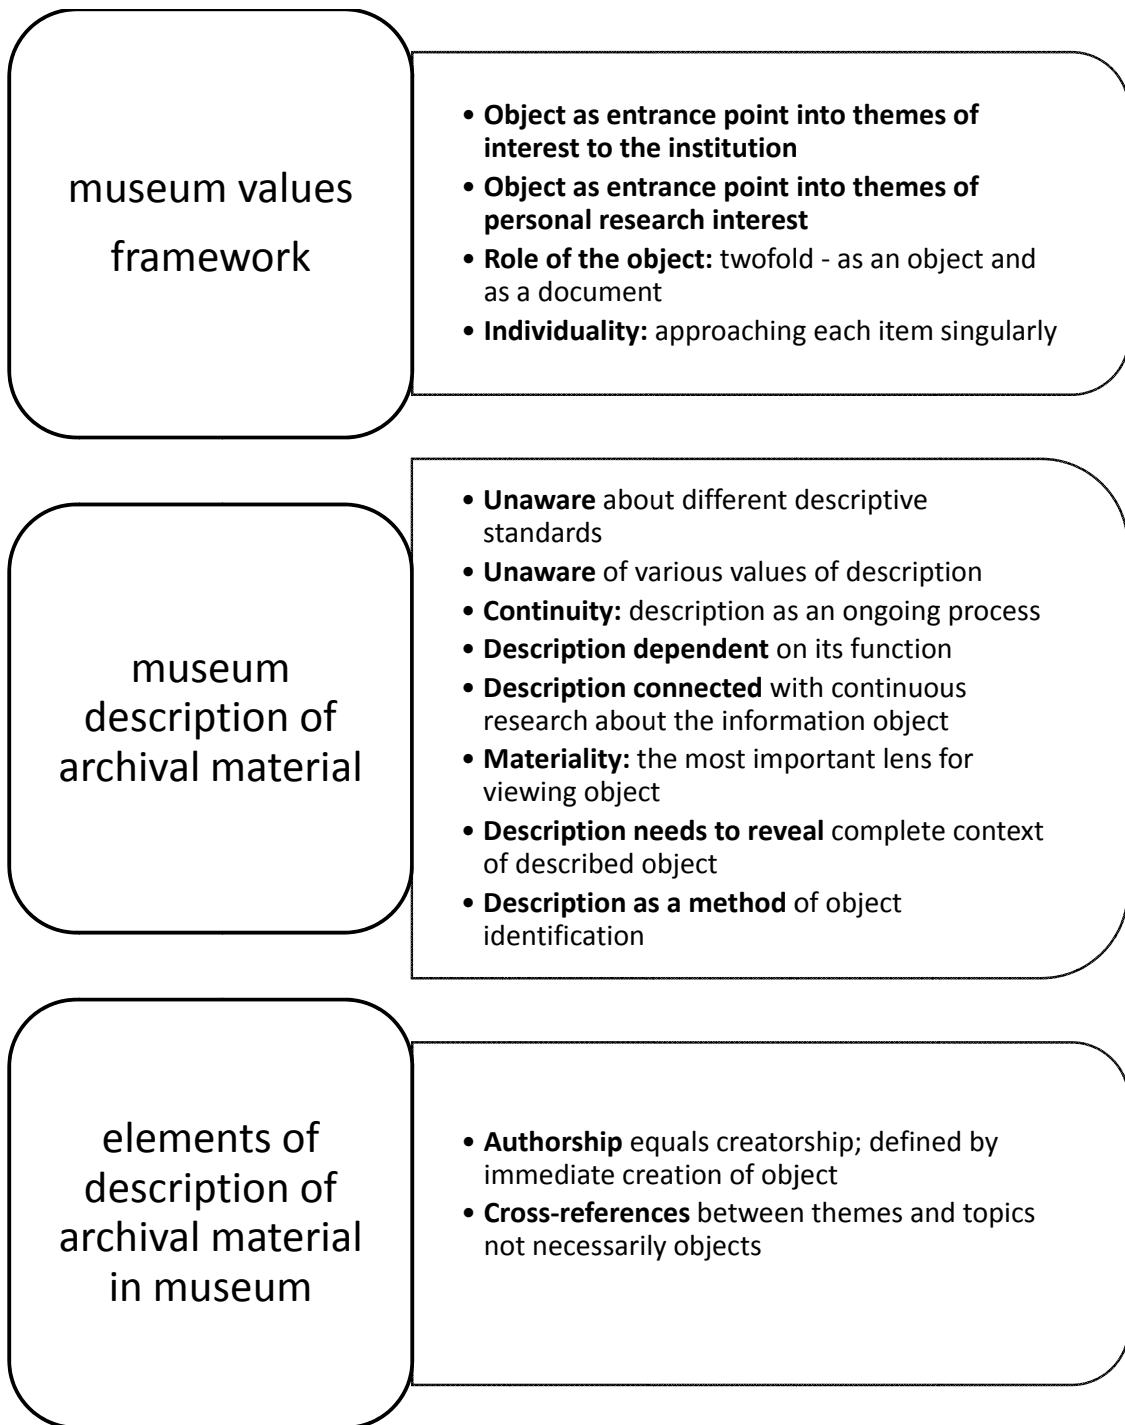 museum values
framework
• Object as entrance point into themes of
interest to the institution
• Object as entrance point into themes of
personal research interest
• Role of the object: twofold - as an object and
as a document
• Individuality: approaching each item singularly
museum
description of
archival material
• Unaware about different descriptive
standards
• Unaware of various values of description
• Continuity: description as an ongoing process
• Description dependent on its function
• Description connected with continuous
research about the information object
• Materiality: the most important lens for
viewing object
• Description needs to reveal complete context
of described object
• Description as a method of object
identification
elements of
description of
archival material
in museum
• Authorship equals creatorship; defined by
immediate creation of object
• Cross-references between themes and topics
not necessarily objects